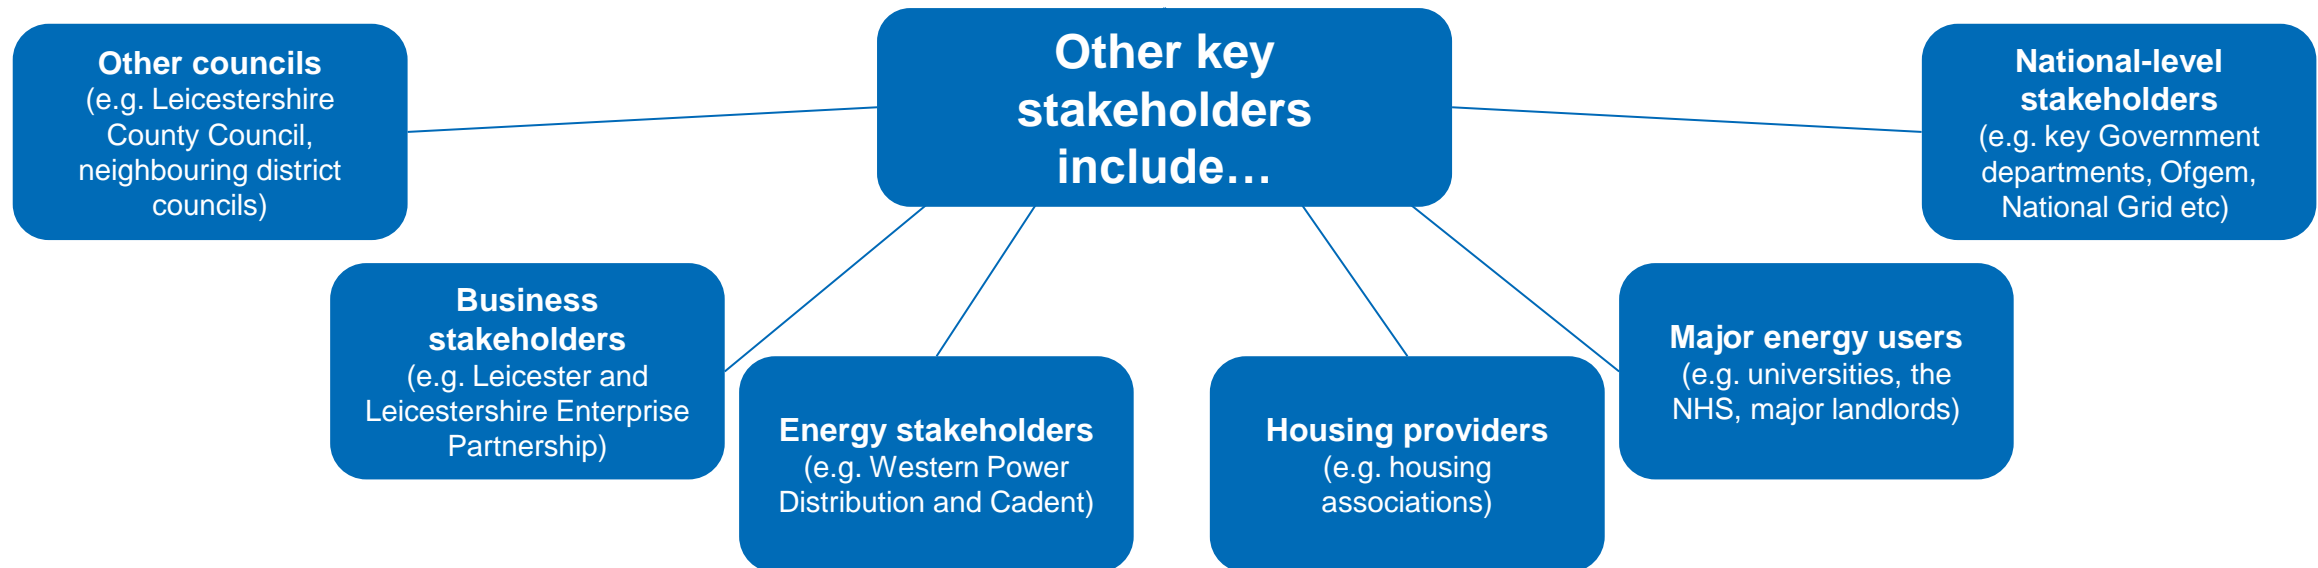 Other key
stakeholders
include…
Other councils
(e.g. Leicestershire
County Council,
neighbouring district
councils)
Business
stakeholders
(e.g. Leicester and
Leicestershire Enterprise
Partnership)
Energy stakeholders
(e.g. Western Power
Distribution and Cadent)
Housing providers
(e.g. housing
associations)
Major energy users
(e.g. universities, the
NHS, major landlords)
National-level
stakeholders
(e.g. key Government
departments, Ofgem,
National Grid etc)